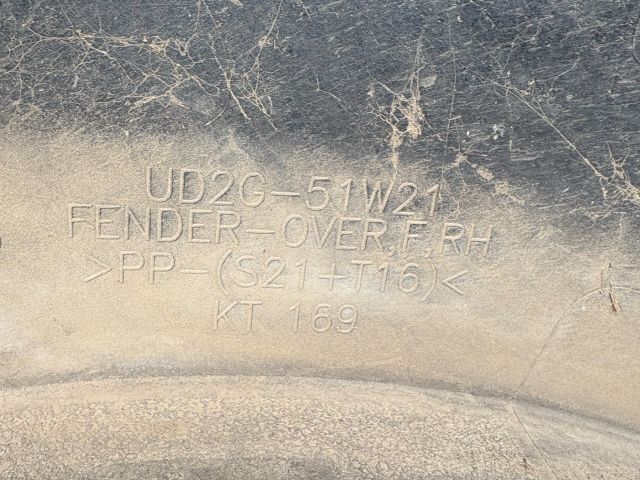 UD2G-51W21
FENDER-OVER.F.RH
>PP-(S21+T16)<
KT 169